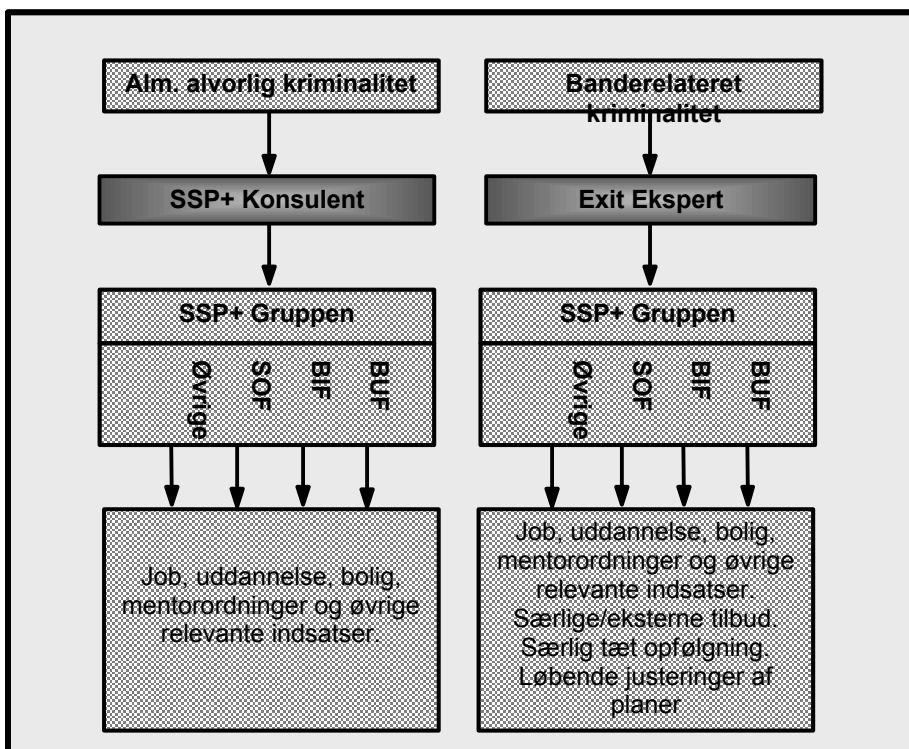 Alm. alvorlig kriminalitet
SSP+ Konsulent
SSP+ Gruppen
Øvrige
SOF
BIF
BUF
Job, uddannelse, bolig,
mentorordninger og øvrige
relevante indsatser.
Banderelateret
kriminalitet
Exit Ekspert
SSP+ Gruppen
Øvrige
SOF
BIF
BUF
Job, uddannelse, bolig,
mentorordninger og øvrige
relevante indsatser.
Særlige/eksterne tilbud.
Særlig tæt opfølgning.
Løbende justeringer af
planer